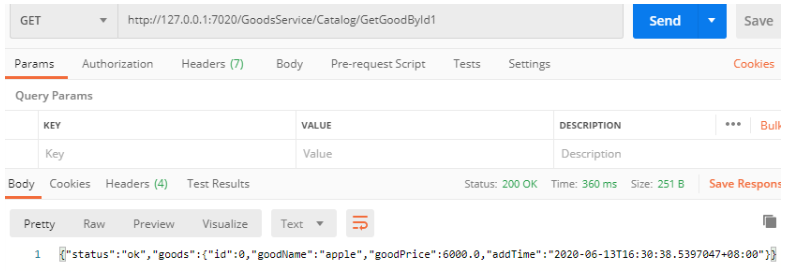 GET http://127.0.0.1:7020/GoodsService/Catalog/GetGoodById1 Send Save
Params Authorization Headers (7) Body Pre-request Script Tests Settings Cookies
Query Params
KEY VALUE DESCRIPTION ••• Bulk
Key Value Description
Body Cookies Headers (4) Test Results Status: 200 OK Time: 360 ms Size: 251 B Save Respons
Pretty Raw Preview Visualize Text
1 {"status":"ok","goods":{"id":0,"goodName":"apple","goodPrice":6000.0,"addTime":"2020-06-13T16:30:38.5397047+08:00"}}